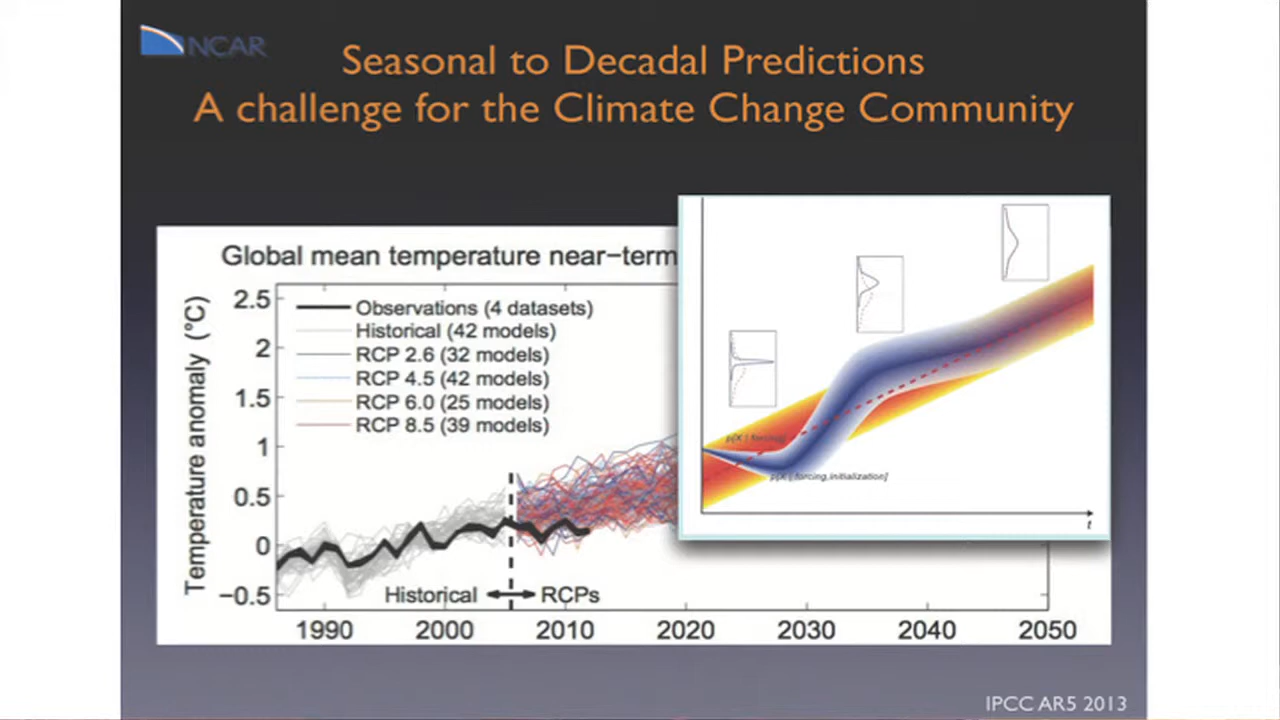 NCAR
Seasonal to Decadal Predictions
A challenge for the Climate Change Community
Global mean temperature near−term
Temperature anomaly (°C)
2.5
2
1.5
1
0.5
0
−0.5
Observations (4 datasets)
Historical (42 models)
RCP 2.6 (32 models)
RCP 4.5 (42 models)
RCP 6.0 (25 models)
RCP 8.5 (39 models)
Historical
RCPs
1990
2000
2010
2020
2030
2040
2050
p[X | forcing]
p[X | forcing,initialization]
t
IPCC AR5 2013